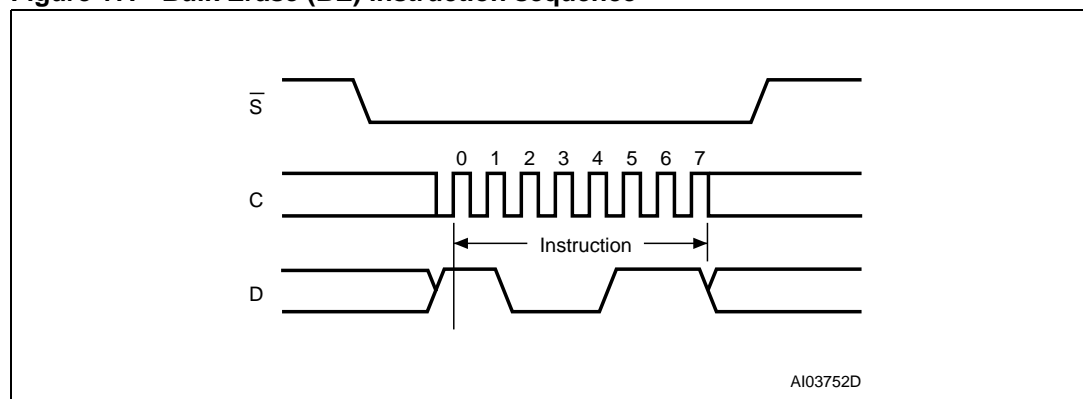 Figure 17. Bulk Erase (BE) instruction sequence
S
0 1 2 3 4 5 6 7
C
Instruction
D
AI03752D